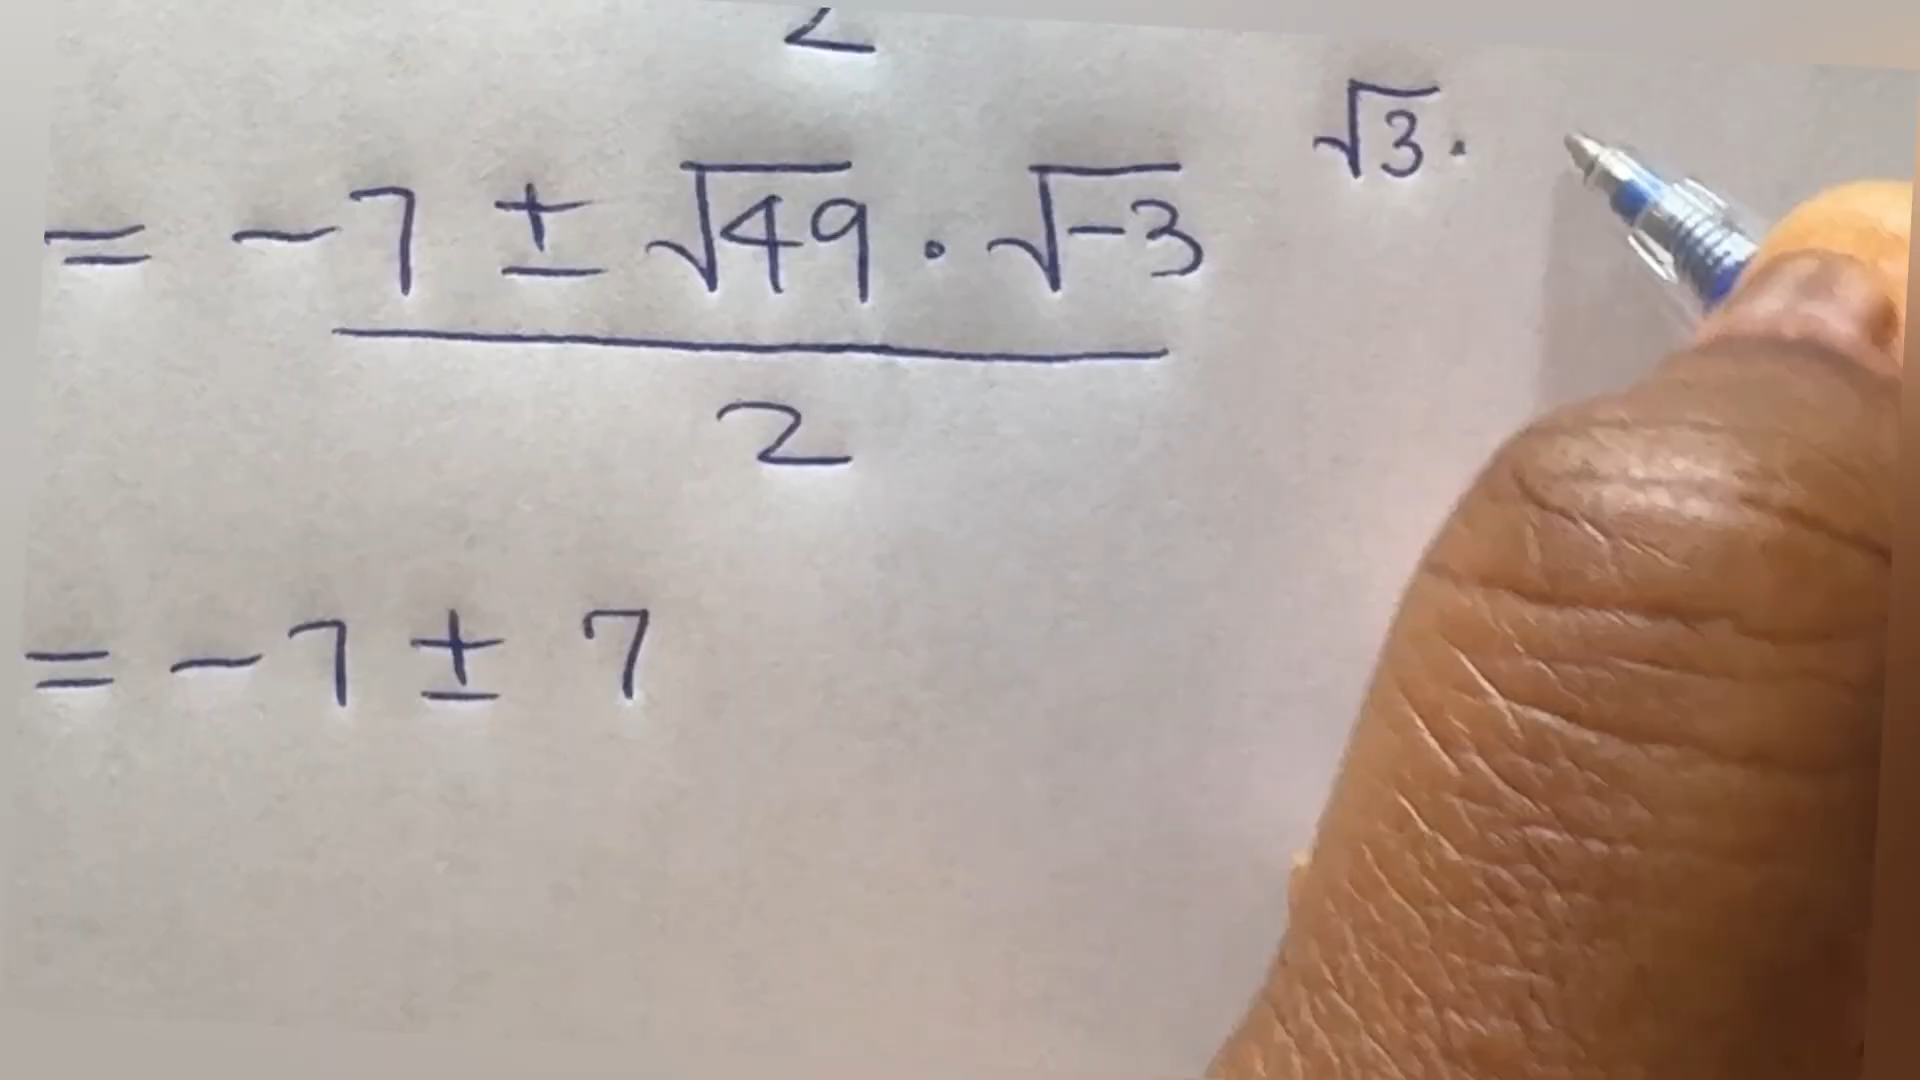 2
√3 .
= -7 ± √49 . √-3
2
= -7 ± 7